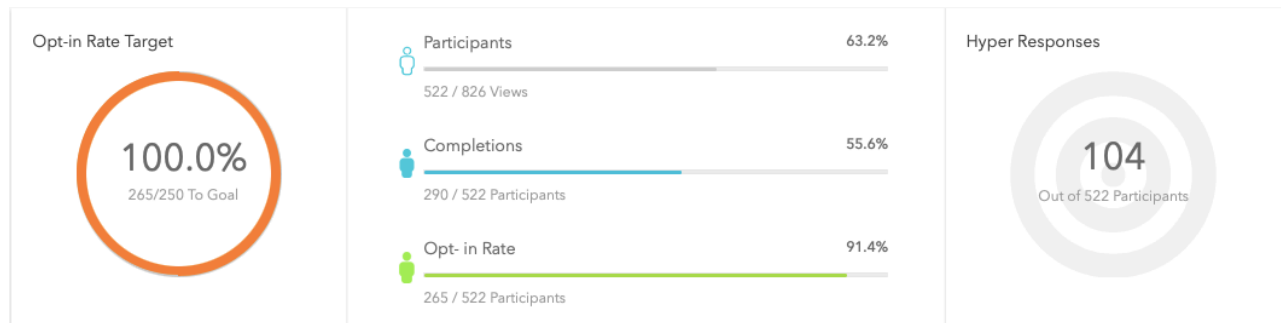 Opt-in Rate Target
100.0%
265/250 To Goal
Participants 63.2%
522 / 826 Views
Completions 55.6%
290 / 522 Participants
Opt- in Rate 91.4%
265 / 522 Participants
Hyper Responses
104
Out of 522 Participants